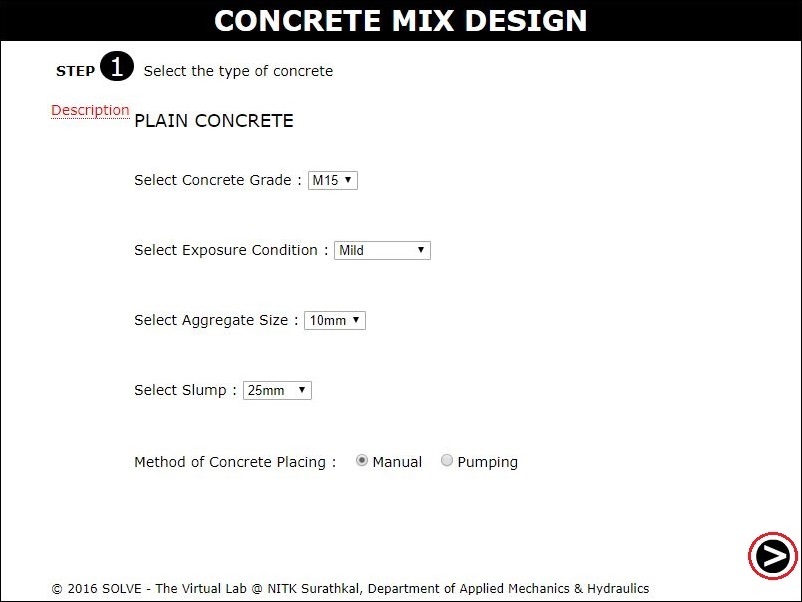 CONCRETE MIX DESIGN
STEP 1 Select the type of concrete
Description
PLAIN CONCRETE
Select Concrete Grade : M15 ▼
Select Exposure Condition : Mild ▼
Select Aggregate Size : 10mm ▼
Select Slump : 25mm ▼
Method of Concrete Placing : Manual Pumping
>
© 2016 SOLVE - The Virtual Lab @ NITK Surathkal, Department of Applied Mechanics & Hydraulics